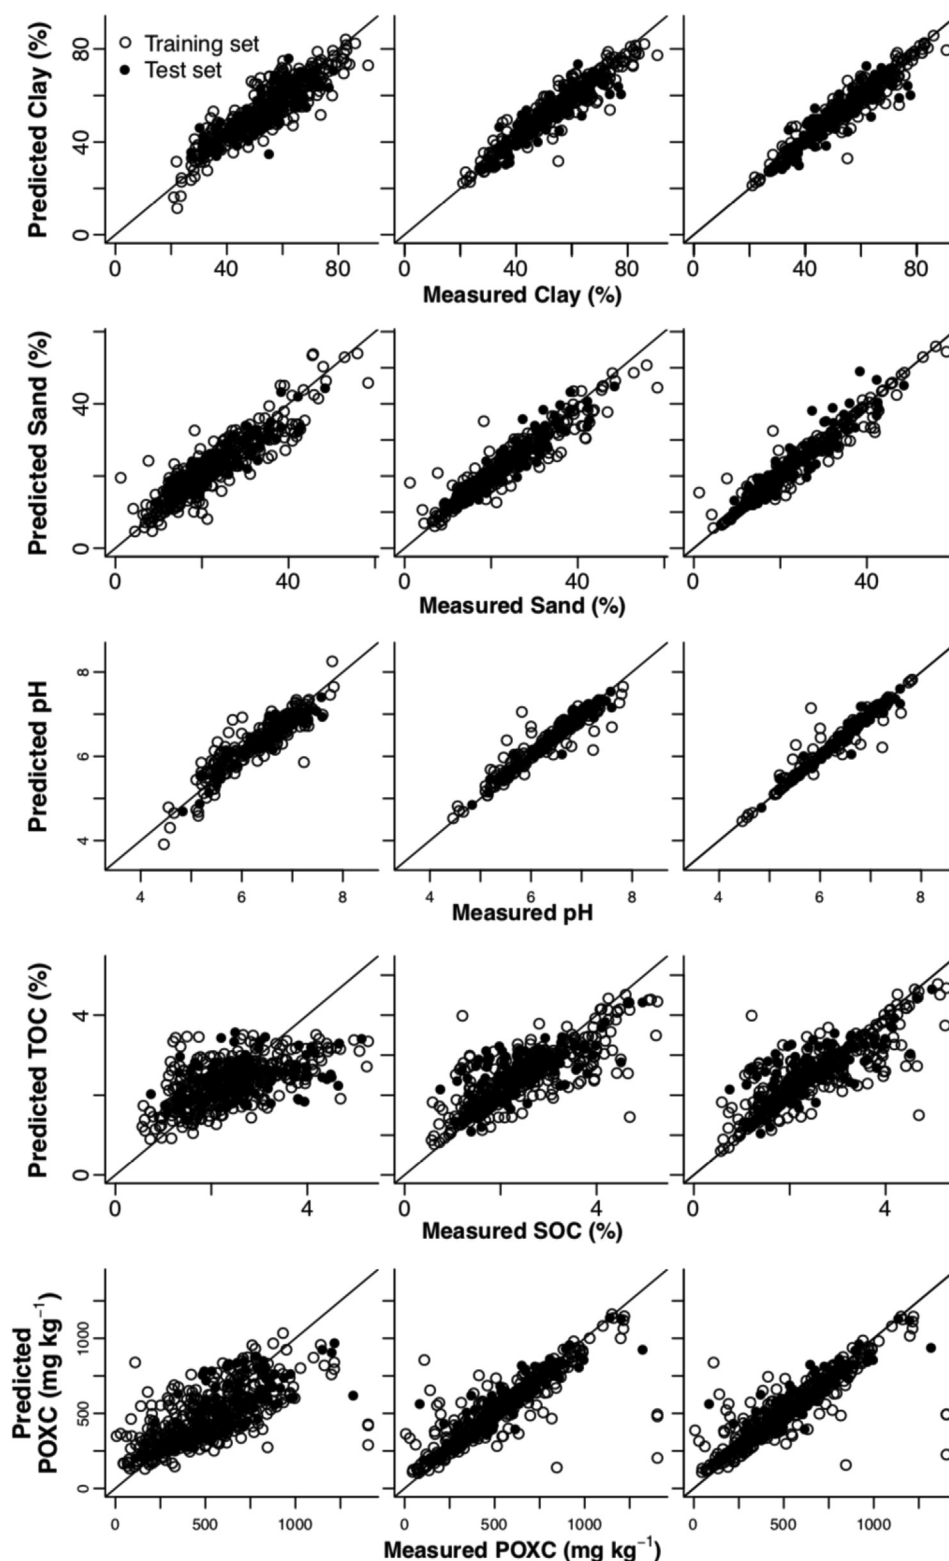 Predicted Clay (%)
80
40
0
Training set
Test set
0 40 80 0 40 80 0 40 80
Measured Clay (%)
Predicted Sand (%)
40
0
0 40 0 40 0 40
Measured Sand (%)
Predicted pH
8
6
4
4 6 8 4 6 8 4 6 8
Measured pH
Predicted TOC (%)
4
0
0 4 0 4 0 4
Measured SOC (%)
Predicted
POXC (mg kg⁻¹)
1000
500
0
0 500 1000 0 500 1000 0 500 1000
Measured POXC (mg kg⁻¹)